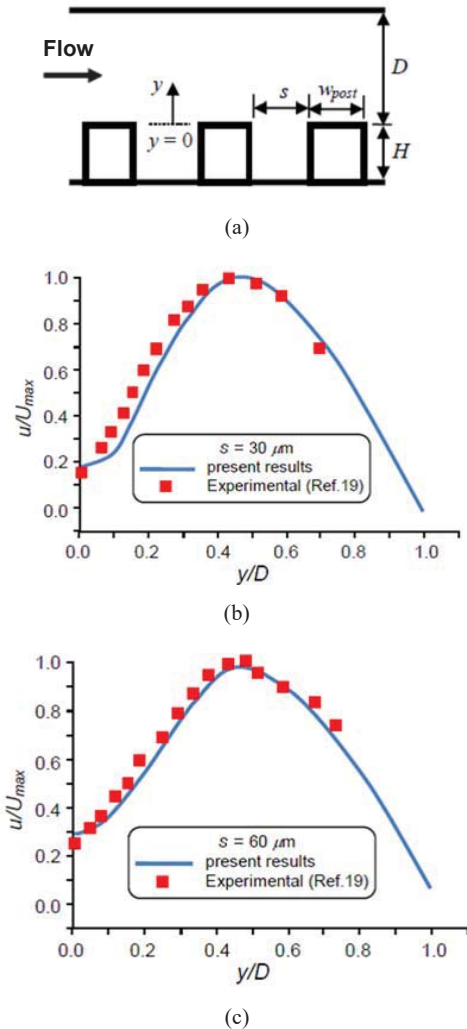 Flow
y
y = 0
s
wpost
D
H
(a)
1.0
0.8
0.6
0.4
0.2
0.0
u/Umax
s = 30 μm
present results
Experimental (Ref.19)
0.0 0.2 0.4 0.6 0.8 1.0
y/D
(b)
1.0
0.8
0.6
0.4
0.2
0.0
u/Umax
s = 60 μm
present results
Experimental (Ref.19)
0.0 0.2 0.4 0.6 0.8 1.0
y/D
(c)